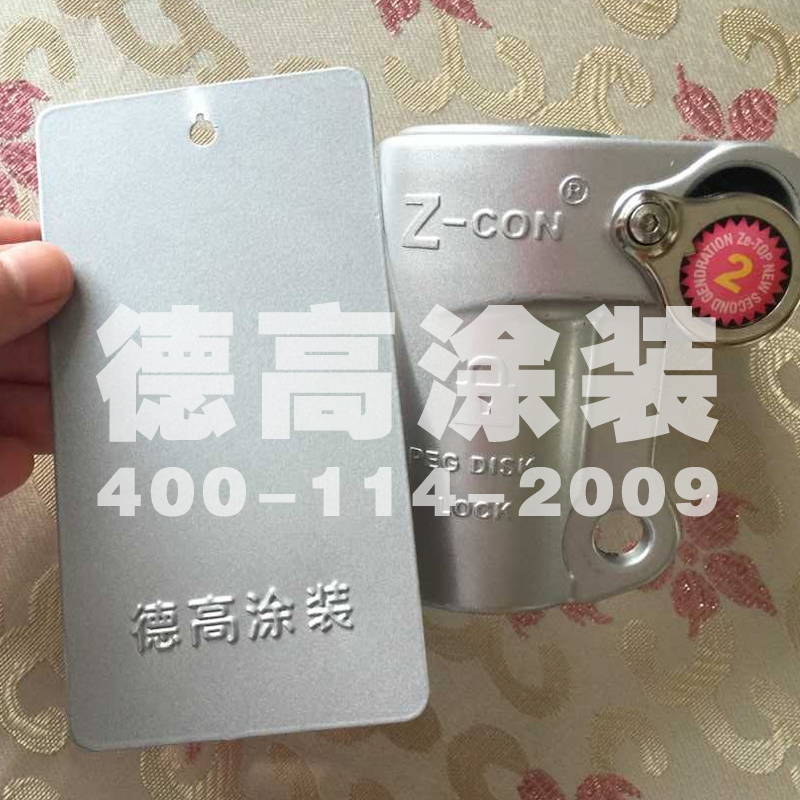 Z-CON®
GENDRATION Ze-TOP NEW SECOND
2
德高涂装
400-114-2009
PEG DISK
LOCK
德高涂装